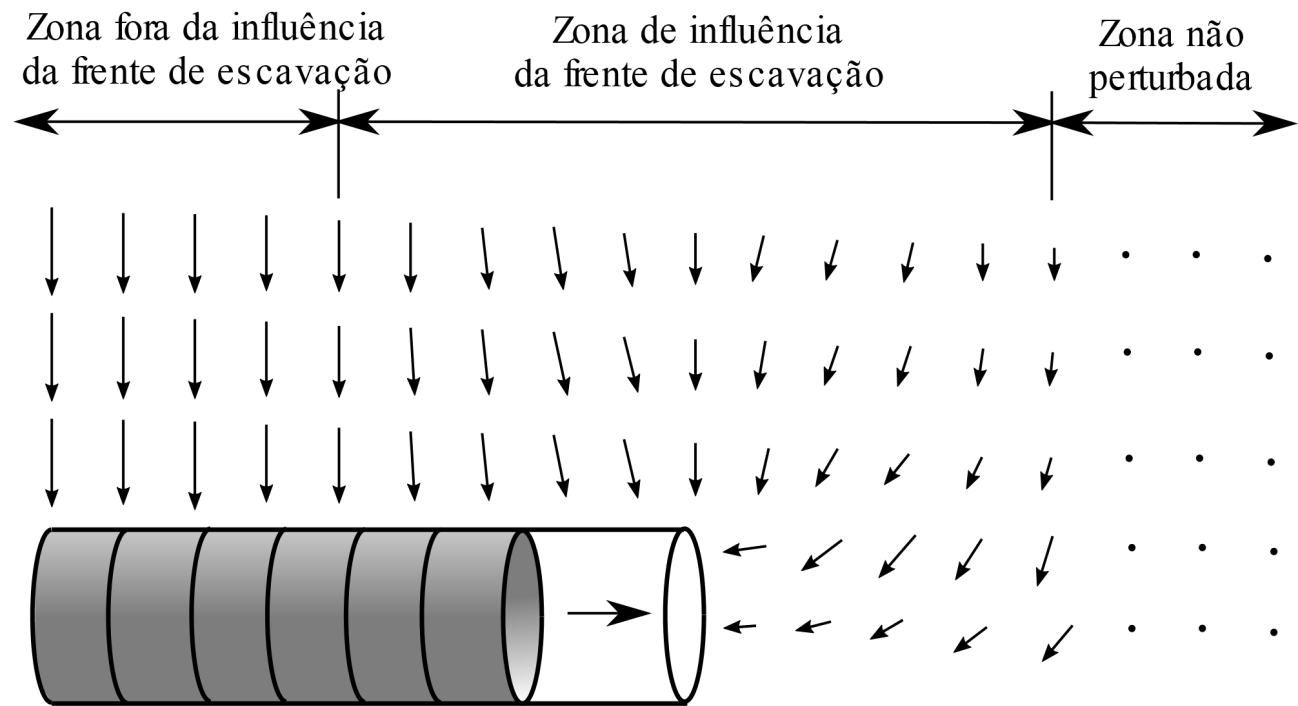 Zona fora da influência
da frente de escavação
Zona de influência
da frente de escavação
Zona não
perturbada